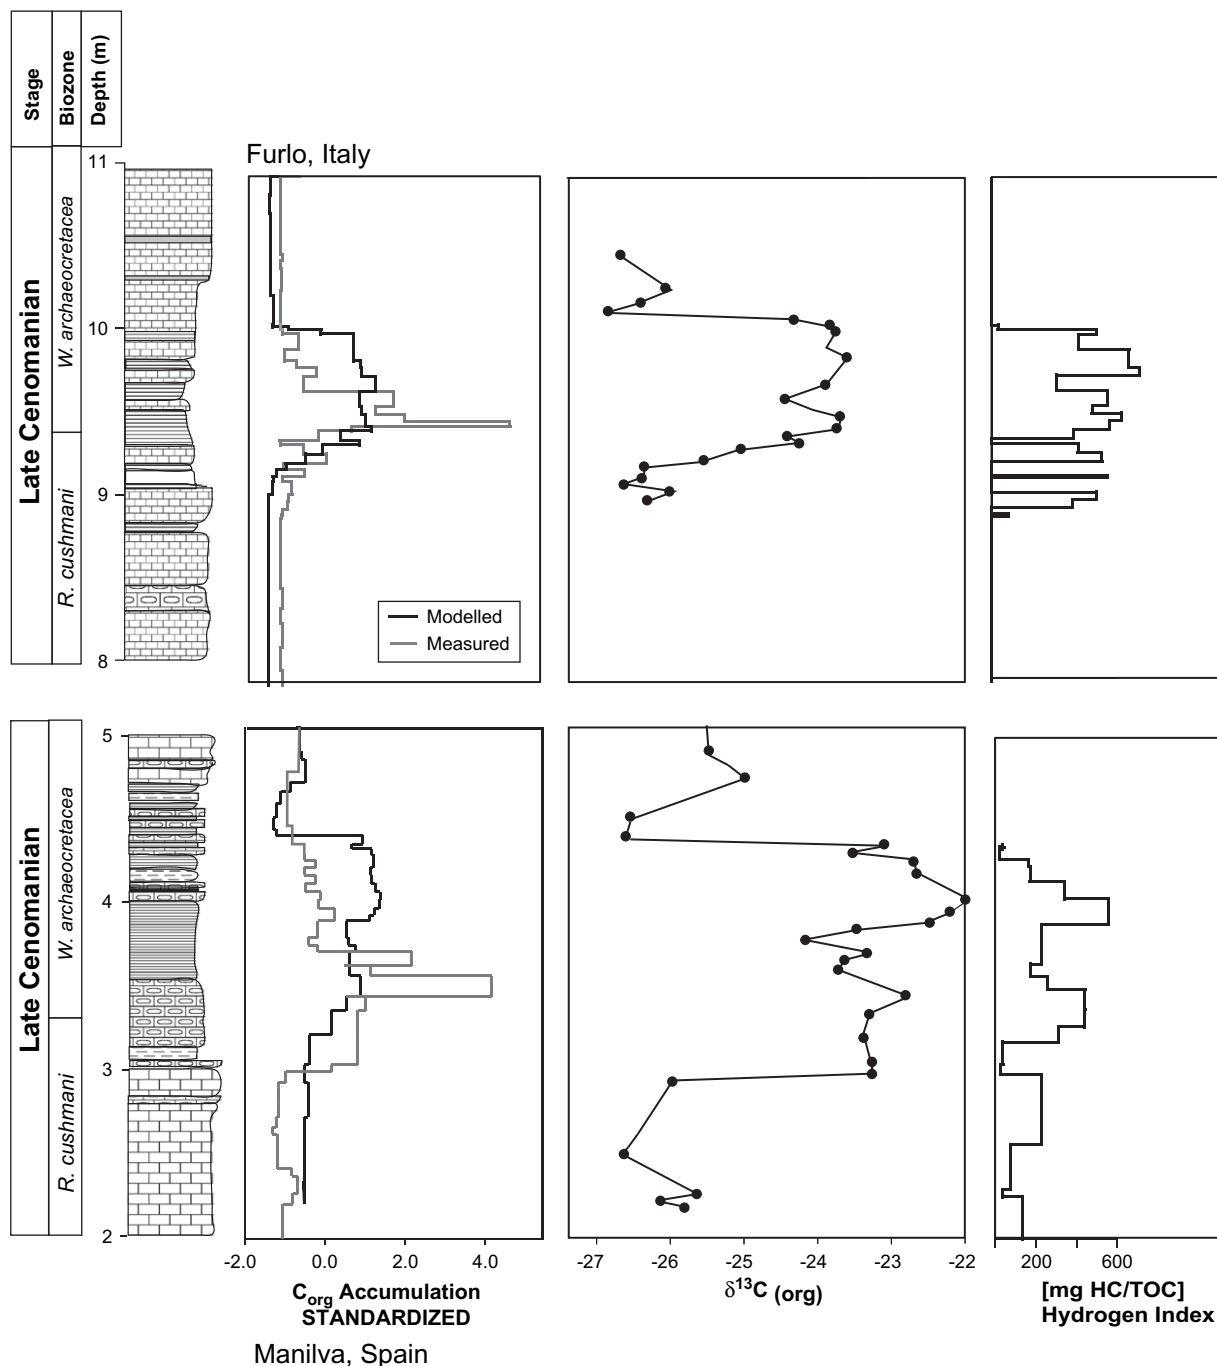 Stage
Biozone
Depth (m)
Furlo, Italy
Late Cenomanian
W. archaeocretacea
R. cushmani
11
10
9
8
Modelled
Measured
Late Cenomanian
W. archaeocretacea
R. cushmani
5
4
3
2
-2.0 0.0 2.0 4.0
Corg Accumulation
STANDARDIZED
-27 -26 -25 -24 -23 -22
δ13C (org)
200 600
[mg HC/TOC]
Hydrogen Index
Manilva, Spain